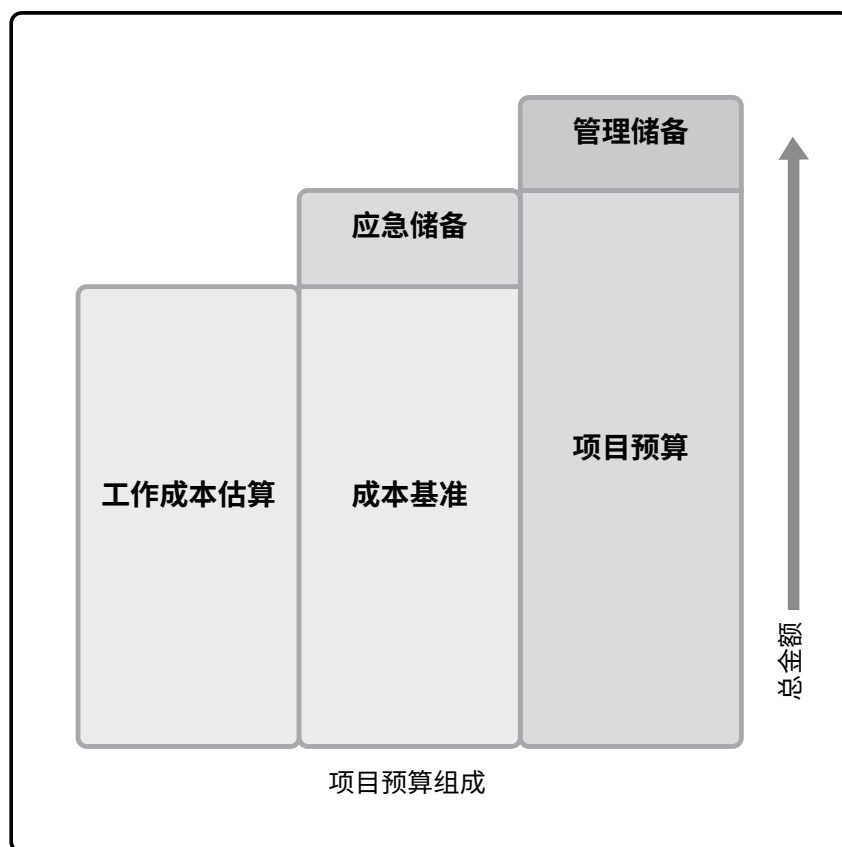 管理储备
应急储备
项目预算
工作成本估算
成本基准
总金额
项目预算组成